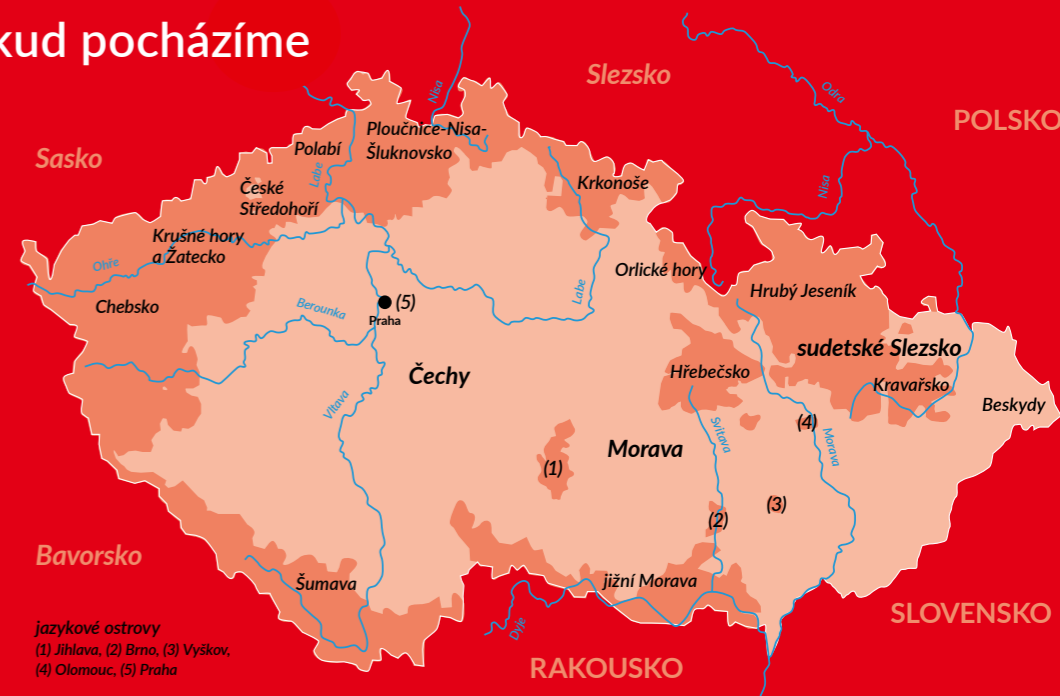 kud pocházíme
Slezsko
POLSKO
Sasko
Nisa
Odra
Ploučnice-Nisa-
Šluknovsko
Polabí
Labe
České
Středohoří
Krkonoše
Nisa
Krušné hory
a Žatecko
Ohře
Orlické hory
Chebsko
Berounka
(5)
Praha
Labe
Hrubý Jeseník
sudetské Slezsko
Čechy
Hřebečsko
Kravařsko
Beskydy
Vltava
Svitava
(4)
Morava
Morava
(1)
(2)
(3)
Bavorsko
Šumava
jižní Morava
Dyje
SLOVENSKO
RAKOUSKO
jazykové ostrovy
(1) Jihlava, (2) Brno, (3) Vyškov,
(4) Olomouc, (5) Praha